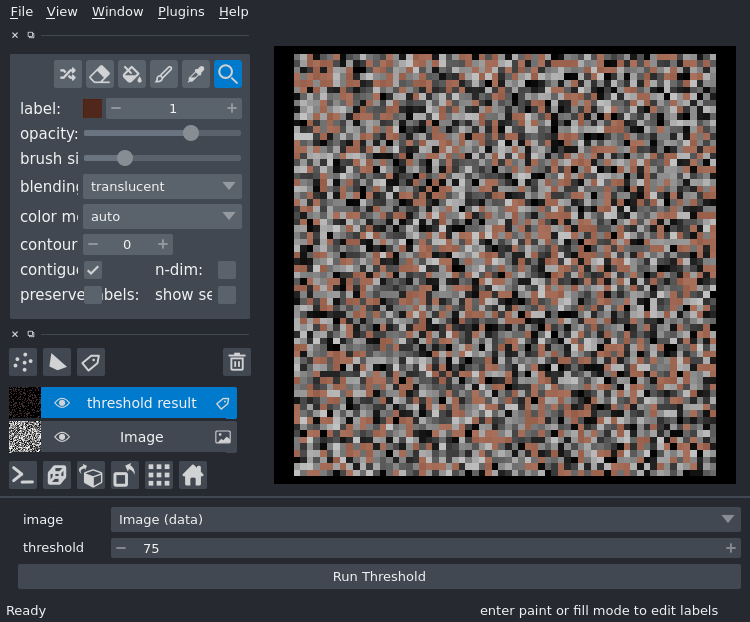 File View Window Plugins Help
label: 1
opacity:
brush si
blending translucent
color m auto
contour 0
contigu n-dim:
preserve abels: show se
threshold result
Image
image Image (data)
threshold 75
Run Threshold
Ready enter paint or fill mode to edit labels